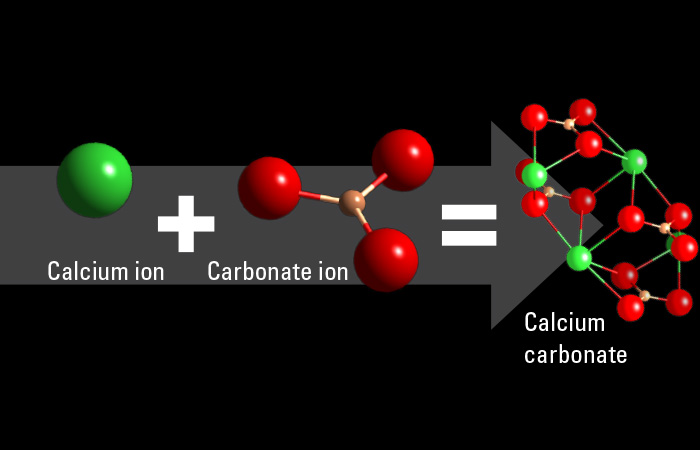 Calcium ion
Carbonate ion
Calcium
carbonate